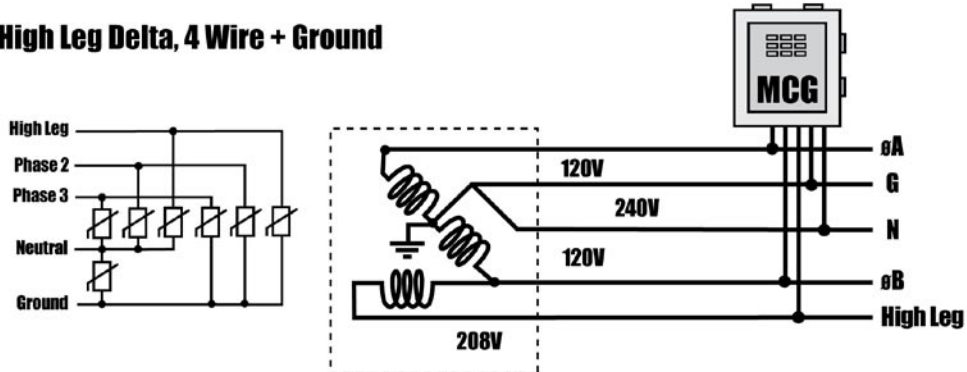 High Leg Delta, 4 Wire + Ground
High Leg
Phase 2
Phase 3
Neutral
Ground
MCG
120V
240V
120V
208V
øA
G
N
øB
High Leg